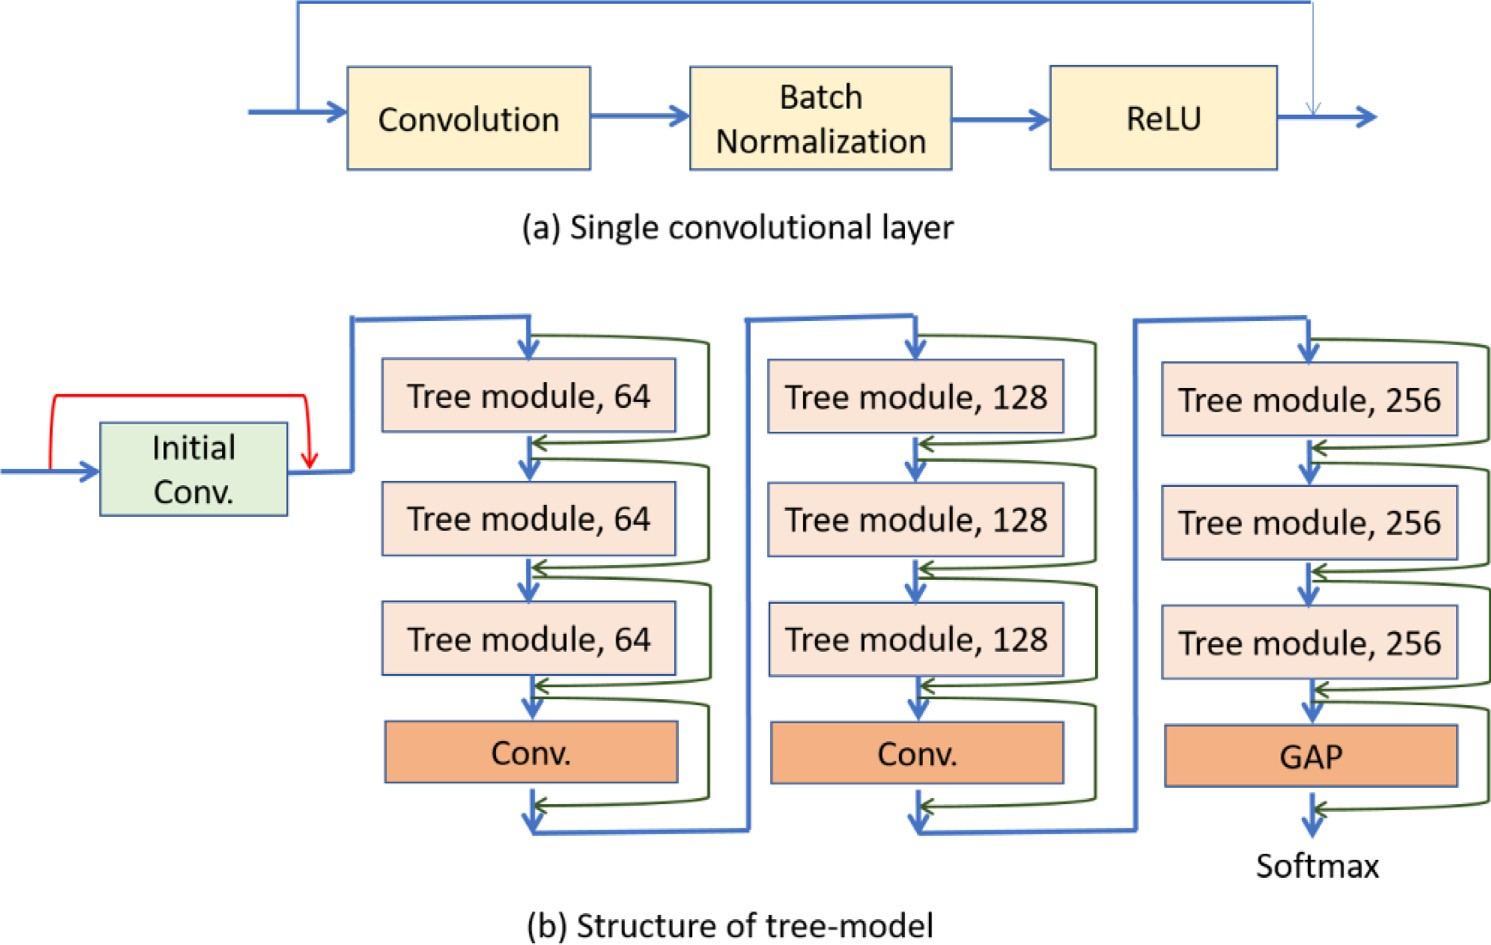 Convolution
Batch
Normalization
ReLU
(a) Single convolutional layer
Initial
Conv.
Tree module, 64
Tree module, 64
Tree module, 64
Conv.
Tree module, 128
Tree module, 128
Tree module, 128
Conv.
Tree module, 256
Tree module, 256
Tree module, 256
GAP
Softmax
(b) Structure of tree-model